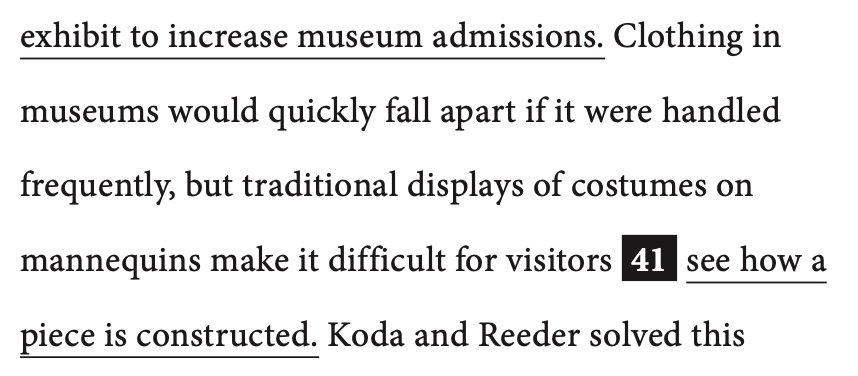 exhibit to increase museum admissions. Clothing in
museums would quickly fall apart if it were handled
frequently, but traditional displays of costumes on
mannequins make it difficult for visitors 41 see how a
piece is constructed. Koda and Reeder solved this